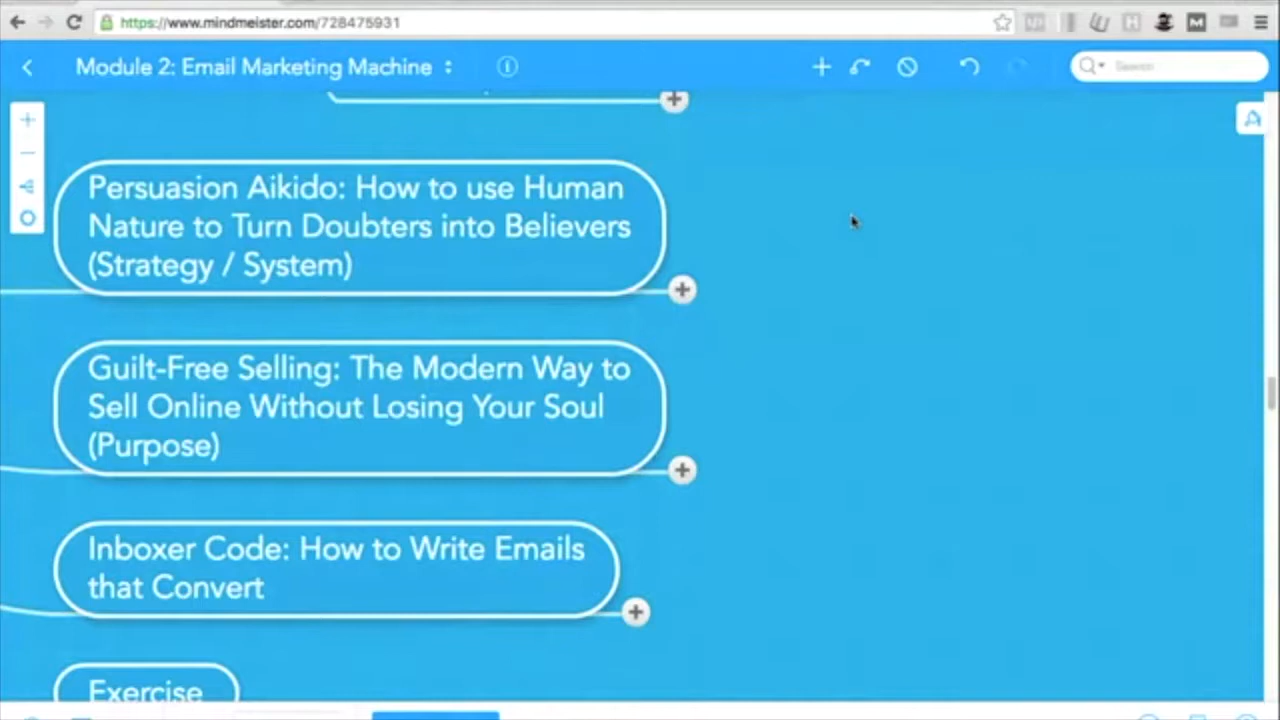 https://www.mindmeister.com/728475931
Module 2: Email Marketing Machine
Search
Persuasion Aikido: How to use Human
Nature to Turn Doubters into Believers
(Strategy / System)
Guilt-Free Selling: The Modern Way to
Sell Online Without Losing Your Soul
(Purpose)
Inboxer Code: How to Write Emails
that Convert
Exercise